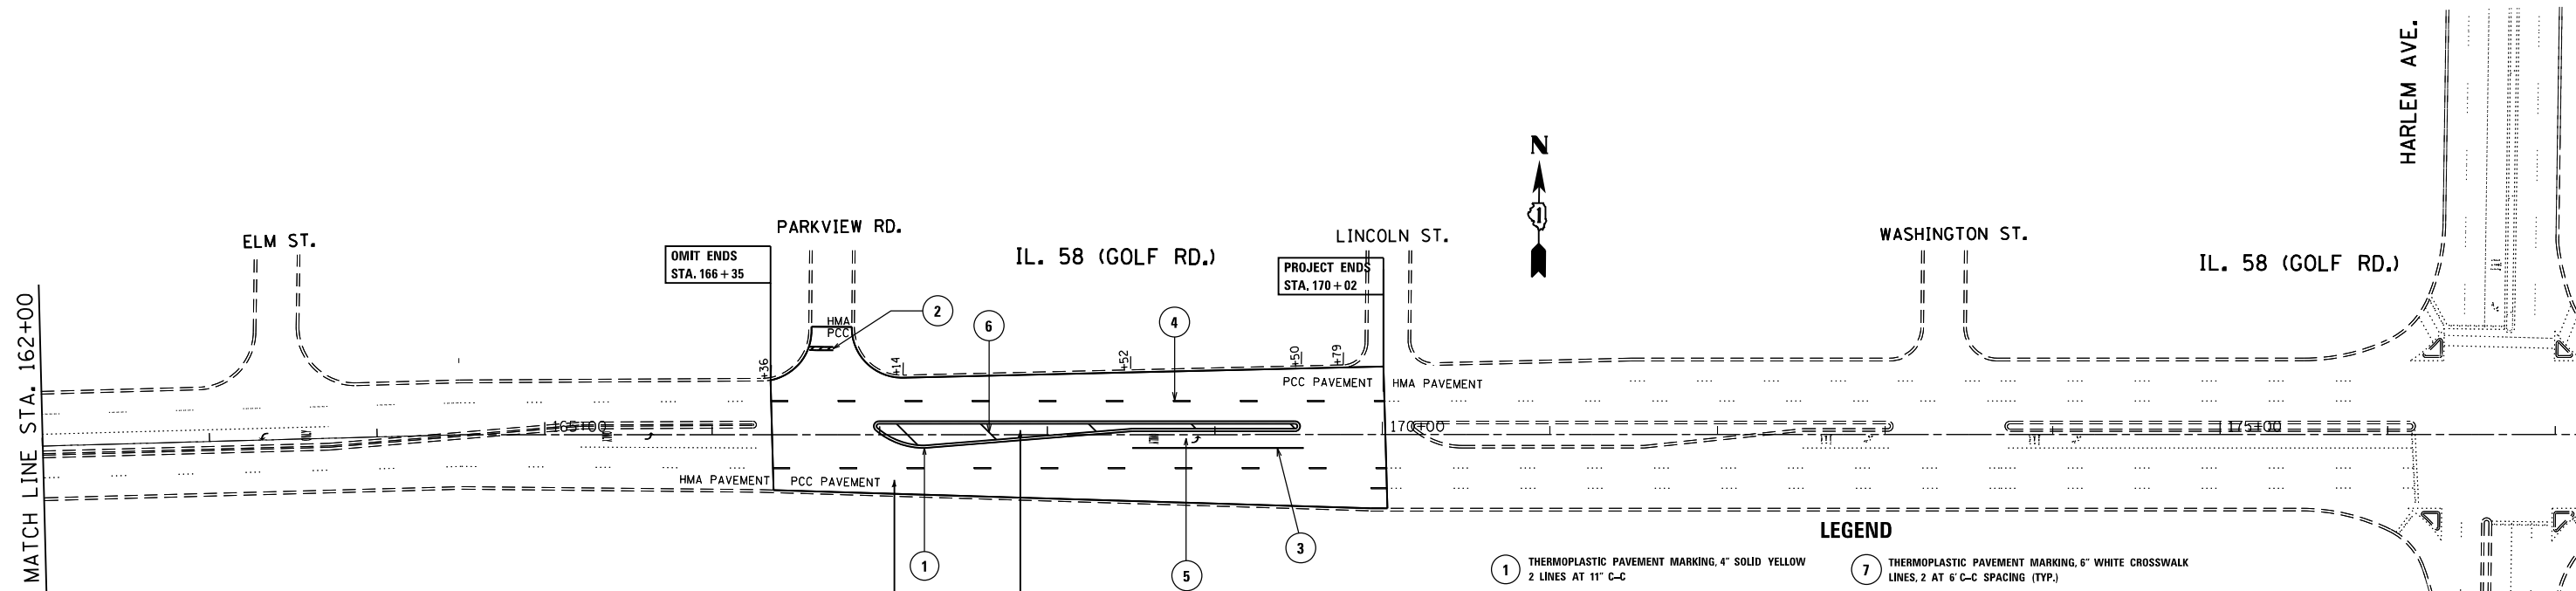 HARLEM AVE.
N
1
PARKVIEW RD.
ELM ST.
IL. 58 (GOLF RD.)
LINCOLN ST.
WASHINGTON ST.
IL. 58 (GOLF RD.)
OMIT ENDS
STA. 166+35
PROJECT ENDS
STA. 170+02
MATCH LINE STA. 162+00
2
6
4
HMA
PCC
+36
+14
+52
+50
+79
PCC PAVEMENT
HMA PAVEMENT
165+00
170+00
175+00
HMA PAVEMENT
PCC PAVEMENT
1
5
3
LEGEND
1 THERMOPLASTIC PAVEMENT MARKING, 4" SOLID YELLOW
2 LINES AT 11" C-C
7 THERMOPLASTIC PAVEMENT MARKING, 6" WHITE CROSSWALK
LINES, 2 AT 6' C-C SPACING (TYP.)